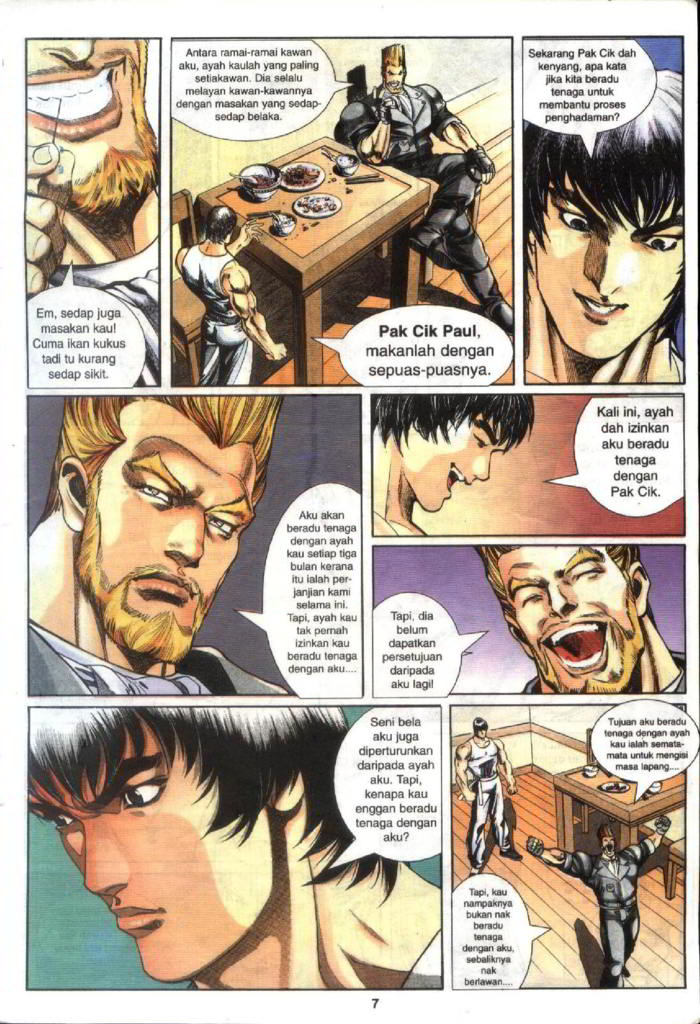 Em, sedap juga
masakan kau!
Cuma ikan kukus
tadi tu kurang
sedap sikit.
Antara ramai-ramai kawan
aku, ayah kaulah yang paling
setiakawan. Dia selalu
melayan kawan-kawannya
dengan masakan yang sedap-
sedap belaka.
Pak Cik Paul,
makanlah dengan
sepuas-puasnya.
Sekarang Pak Cik dah
kenyang, apa kata
jika kita beradu
tenaga untuk
membantu proses
penghadaman?
Aku akan
beradu tenaga
dengan ayah
kau setiap tiga
bulan kerana
itu ialah per-
janjian kami
selama ini.
Tapi, ayah kau
tak pernah
izinkan kau
beradu tenaga
dengan aku....
Kali ini, ayah
dah izinkan
aku beradu
tenaga
dengan
Pak Cik.
Tapi, dia
belum
dapatkan
persetujuan
daripada
aku lagi!
Seni bela
aku juga
diperturunkan
daripada ayah
aku. Tapi,
kenapa kau
enggan beradu
tenaga dengan
aku?
Tujuan aku beradu
tenaga dengan ayah
kau ialah semata-
mata untuk mengisi
masa lapang....
Tapi, kau
nampaknya
bukan nak
beradu
tenaga
dengan aku,
sebaliknya
nak
berlawan....
7